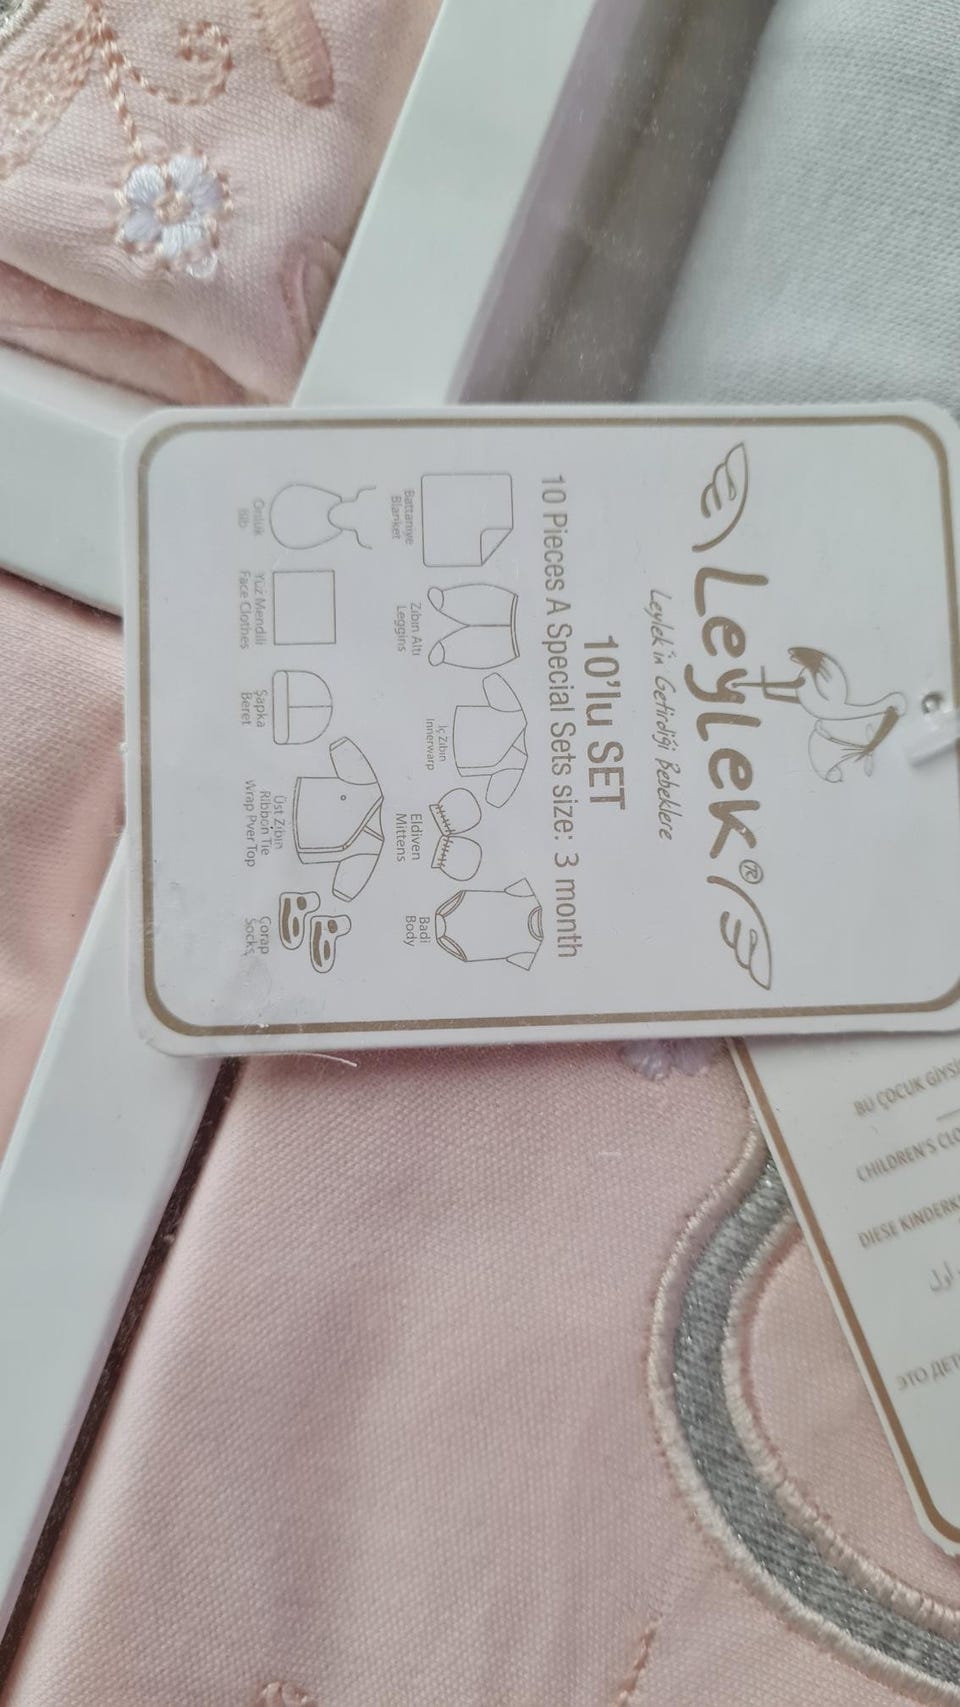 Leylek®
Leylek'in Getirdiği Bebeklere
10'lu SET
10 Pieces A Special Sets size: 3 month
Battaniye
Blanket
Zıbın Altı
Leggins
İç Zıbın
Innerwarp
Eldiven
Mittens
Badi
Body
Önlük
Bib
Yüz Mendili
Face Clothes
Şapka
Beret
Üst Zıbın
Ribbon Tie
Wrap Pver Top
Çorap
Socks
BU ÇOCUK GİYSİ
CHILDREN'S CLO
DIESE KINDERK
ЭТО ДЕТ